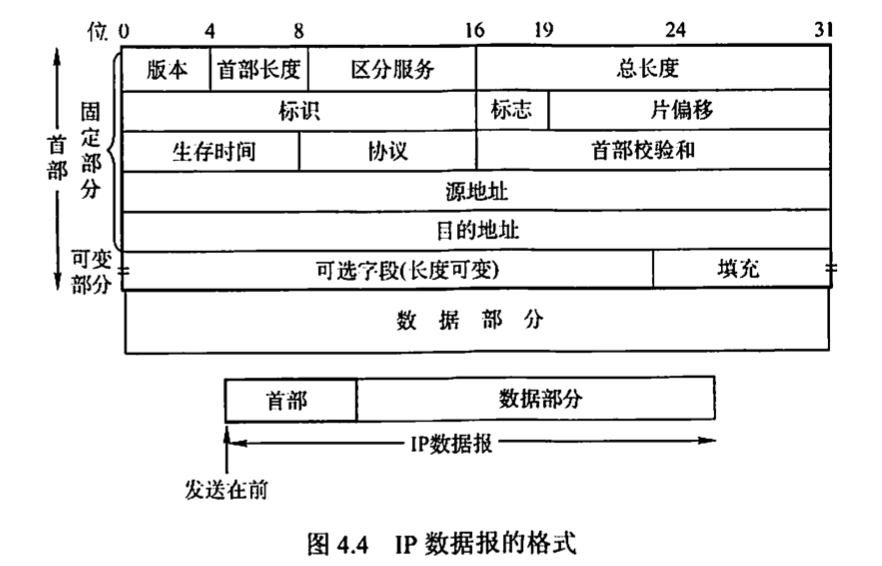 位 0 4 8 16 19 24 31
版本 首部长度 区分服务 总长度
标识 标志 片偏移
生存时间 协议 首部校验和
源地址
目的地址
可选字段(长度可变) 填充
数据部分
首部
固定部分
可变部分
首部 数据部分
IP数据报
发送在前
图 4.4 IP 数据报的格式